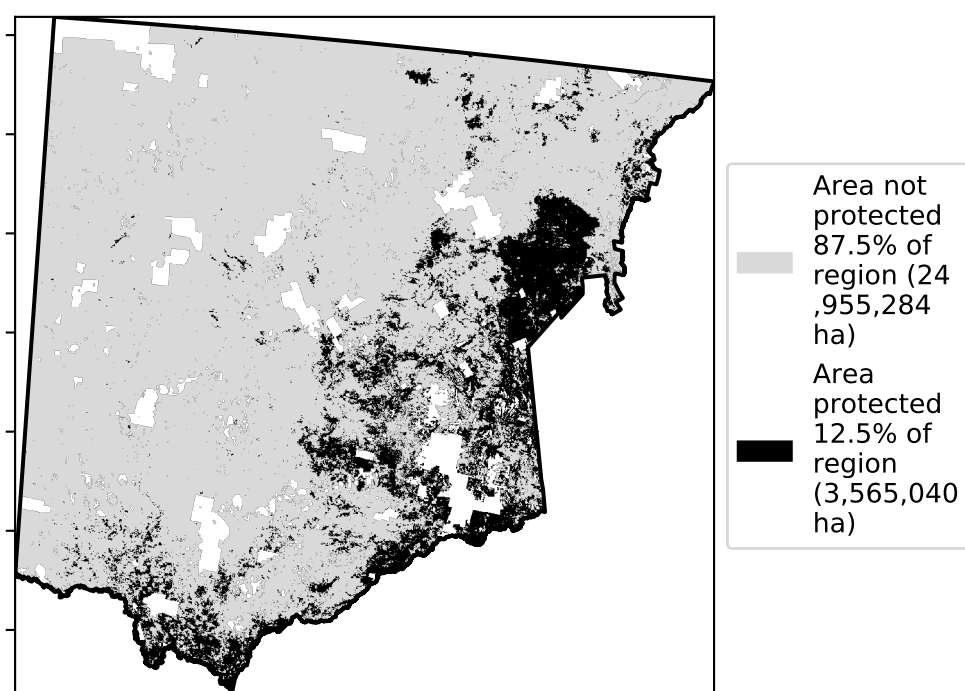 Area not
protected
87.5% of
region (24
,955,284
ha)
Area
protected
12.5% of
region
(3,565,040
ha)